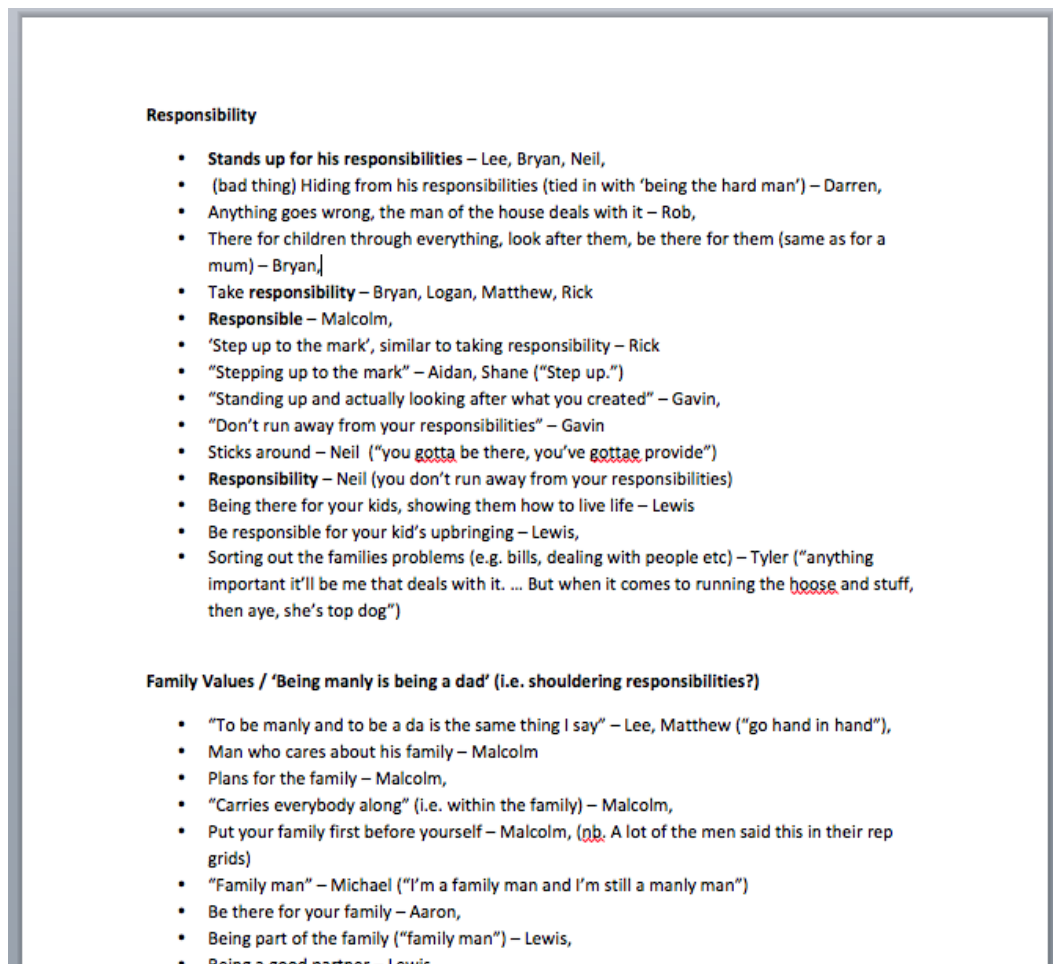 Responsibility
• Stands up for his responsibilities – Lee, Bryan, Neil,
• (bad thing) Hiding from his responsibilities (tied in with ‘being the hard man’) – Darren,
• Anything goes wrong, the man of the house deals with it – Rob,
• There for children through everything, look after them, be there for them (same as for a
mum) – Bryan,
• Take responsibility – Bryan, Logan, Matthew, Rick
• Responsible – Malcolm,
• ‘Step up to the mark’, similar to taking responsibility – Rick
• “Stepping up to the mark” – Aidan, Shane (“Step up.”)
• “Standing up and actually looking after what you created” – Gavin,
• “Don’t run away from your responsibilities” – Gavin
• Sticks around – Neil (“you gotta be there, you’ve gottae provide”)
• Responsibility – Neil (you don’t run away from your responsibilities)
• Being there for your kids, showing them how to live life – Lewis
• Be responsible for your kid’s upbringing – Lewis,
• Sorting out the families problems (e.g. bills, dealing with people etc) – Tyler (“anything
important it’ll be me that deals with it. … But when it comes to running the hoose and stuff,
then aye, she’s top dog”)
Family Values / ‘Being manly is being a dad’ (i.e. shouldering responsibilities?)
• “To be manly and to be a da is the same thing I say” – Lee, Matthew (“go hand in hand”),
• Man who cares about his family – Malcolm
• Plans for the family – Malcolm,
• “Carries everybody along” (i.e. within the family) – Malcolm,
• Put your family first before yourself – Malcolm, (nb. A lot of the men said this in their rep
grids)
• “Family man” – Michael (“I’m a family man and I’m still a manly man”)
• Be there for your family – Aaron,
• Being part of the family (“family man”) – Lewis,
• Being a good partner – Lewis